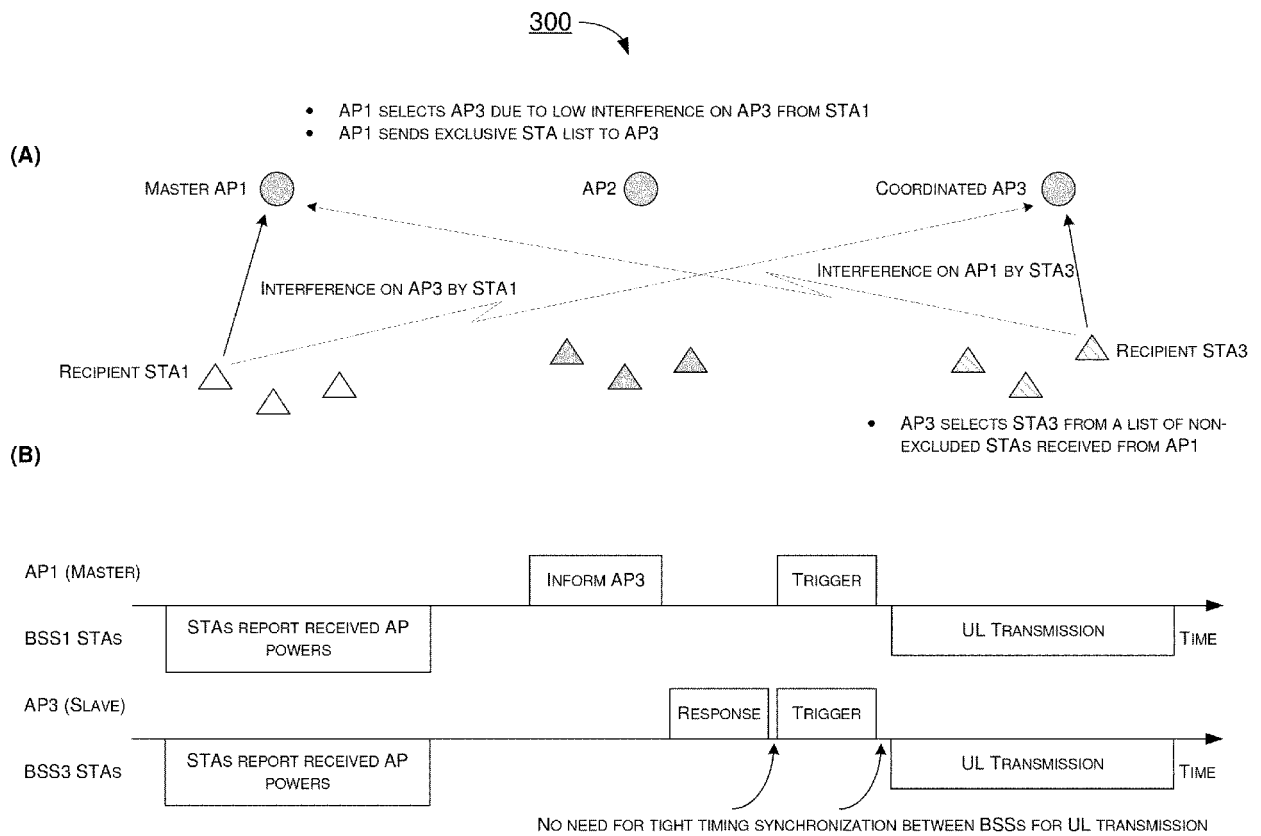 300
• AP1 SELECTS AP3 DUE TO LOW INTERFERENCE ON AP3 FROM STA1
• AP1 SENDS EXCLUSIVE STA LIST TO AP3
(A)
MASTER AP1
AP2
COORDINATED AP3
INTERFERENCE ON AP3 BY STA1
INTERFERENCE ON AP1 BY STA3
RECIPIENT STA1
RECIPIENT STA3
• AP3 SELECTS STA3 FROM A LIST OF NON-
EXCLUDED STAS RECEIVED FROM AP1
(B)
AP1 (MASTER)
INFORM AP3
TRIGGER
BSS1 STAS
STAS REPORT RECEIVED AP
POWERS
UL TRANSMISSION
TIME
AP3 (SLAVE)
RESPONSE
TRIGGER
BSS3 STAS
STAS REPORT RECEIVED AP
POWERS
UL TRANSMISSION
TIME
NO NEED FOR TIGHT TIMING SYNCHRONIZATION BETWEEN BSSS FOR UL TRANSMISSION